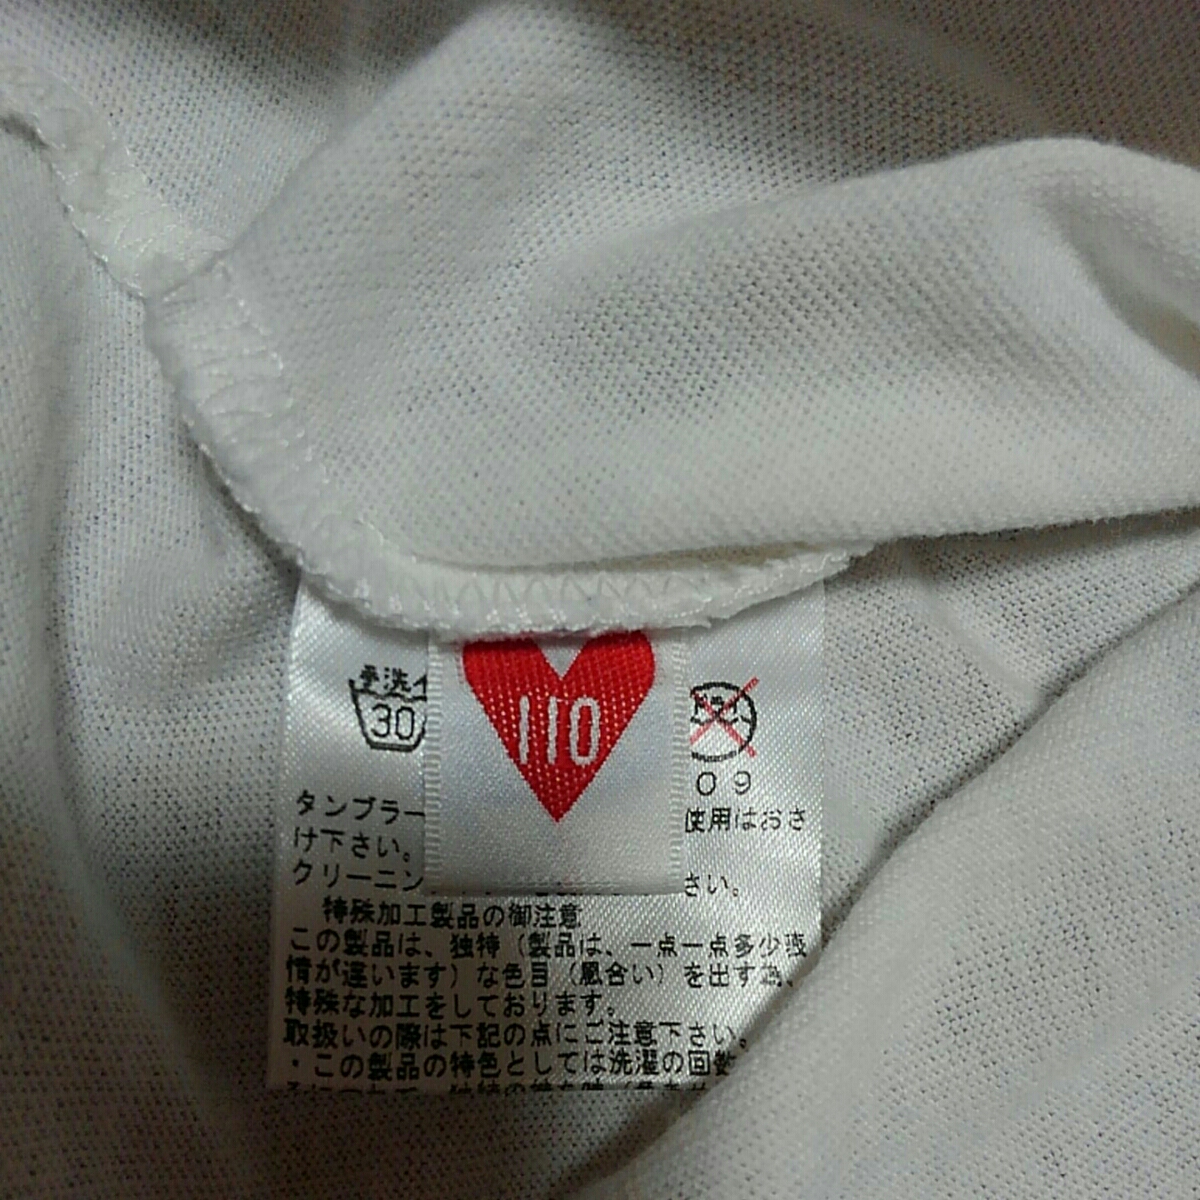 手洗イ
30
110
ドライ
09
タンブラー 使用はおさ
け下さい。
クリーニン さい。
特殊加工製品の御注意
この製品は、独特（製品は、一点一点多少表
情が違います）な色目（風合い）を出す為、
特殊な加工をしております。
取扱いの際は下記の点にご注意下さい。
・この製品の特色としては洗濯の回数